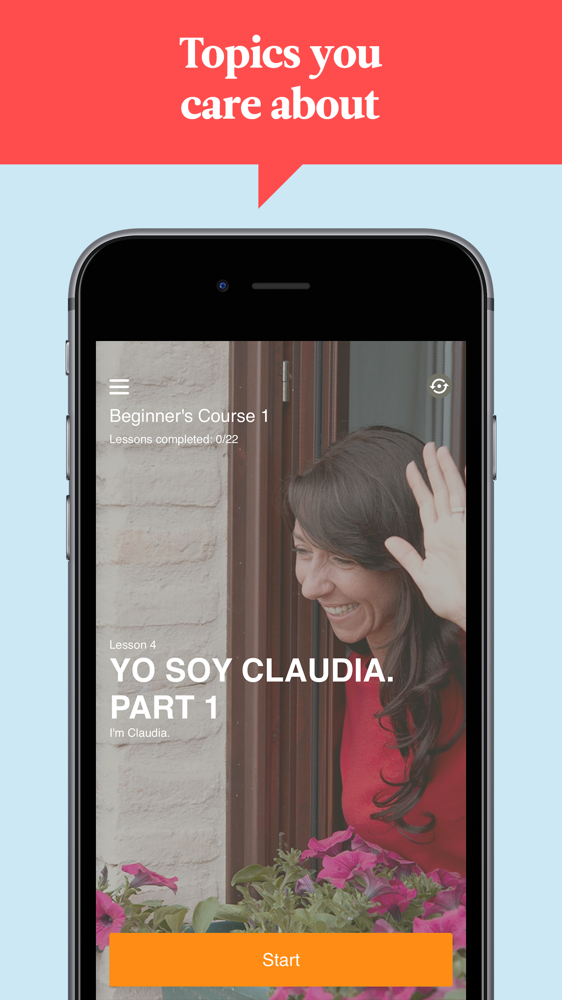 Topics you
care about
Beginner's Course 1
Lessons completed: 0/22
Lesson 4
YO SOY CLAUDIA.
PART 1
I'm Claudia.
Start